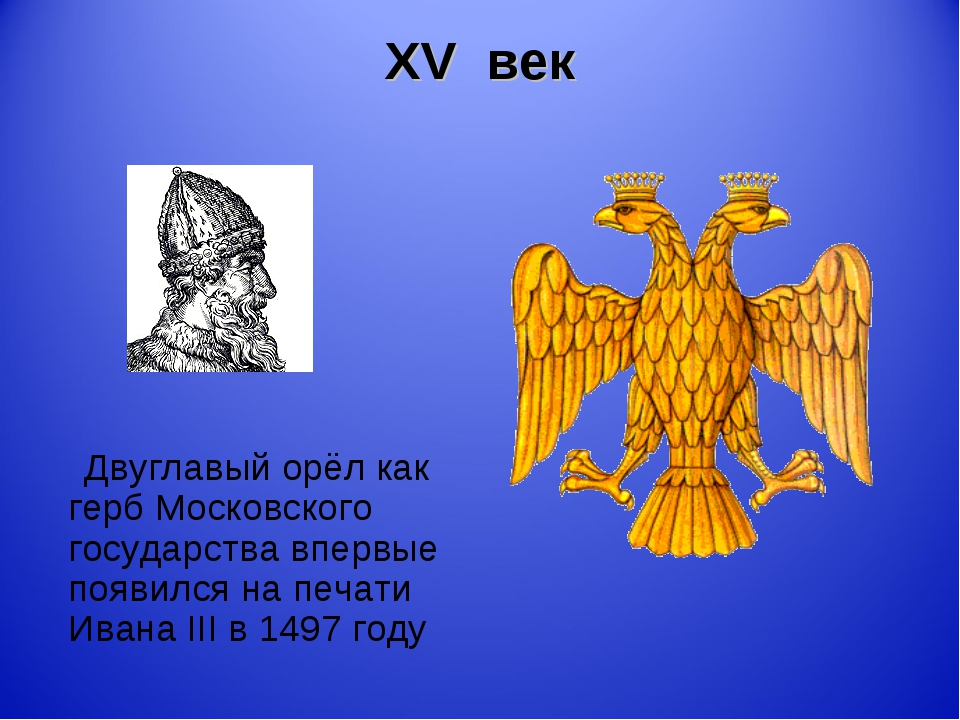 XV век
Двуглавый орёл как
герб Московского
государства впервые
появился на печати
Ивана III в 1497 году